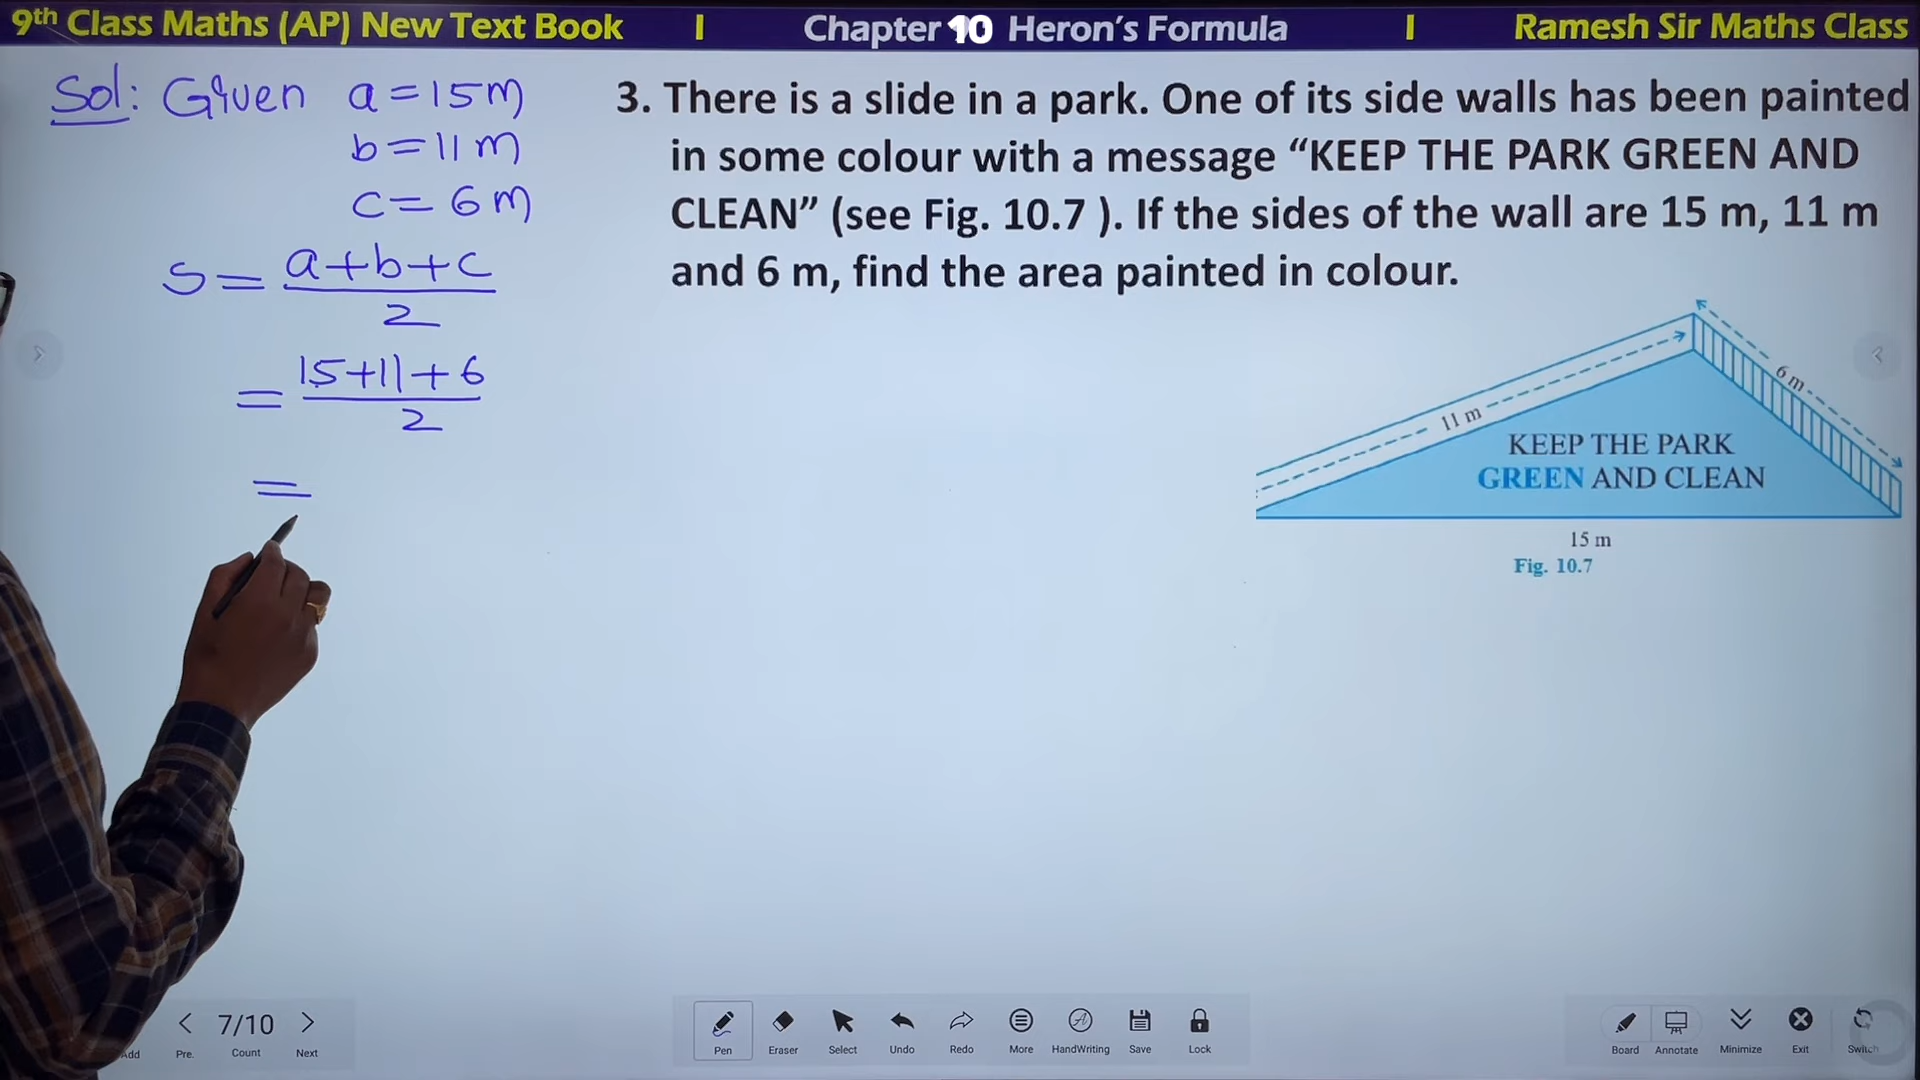 9th Class Maths (AP) New Text Book I Chapter 10 Heron's Formula I Ramesh Sir Maths Class
Sol: Given a = 15m
b = 11 m
c = 6 m
S = a+b+c
2
= 15+11+6
2
=
3. There is a slide in a park. One of its side walls has been painted
in some colour with a message “KEEP THE PARK GREEN AND
CLEAN” (see Fig. 10.7 ). If the sides of the wall are 15 m, 11 m
and 6 m, find the area painted in colour.
11 m
6 m
KEEP THE PARK
GREEN AND CLEAN
15 m
Fig. 10.7
7/10
Add Pre. Count Next
Pen Eraser Select Undo Redo More HandWriting Save Lock
Board Annotate Minimize Exit Switch